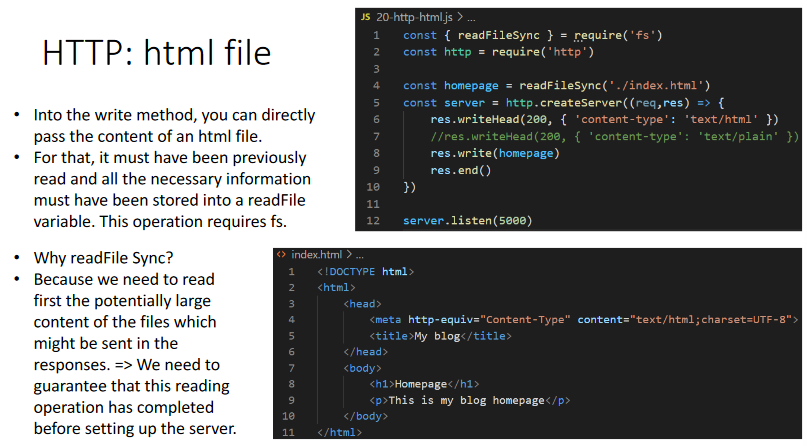 HTTP: html file
• Into the write method, you can directly
pass the content of an html file.
• For that, it must have been previously
read and all the necessary information
must have been stored into a readFile
variable. This operation requires fs.
• Why readFile Sync?
• Because we need to read
first the potentially large
content of the files which
might be sent in the
responses. => We need to
guarantee that this reading
operation has completed
before setting up the server.
JS 20-http-html.js > ...
1 const { readFileSync } = require('fs')
2 const http = require('http')
3
4 const homepage = readFileSync('./index.html')
5 const server = http.createServer((req,res) => {
6 res.writeHead(200, { 'content-type': 'text/html' })
7 //res.writeHead(200, { 'content-type': 'text/plain' })
8 res.write(homepage)
9 res.end()
10 })
11
12 server.listen(5000)
<> index.html > ...
1 <!DOCTYPE html>
2 <html>
3 <head>
4 <meta http-equiv="Content-Type" content="text/html;charset=UTF-8">
5 <title>My blog</title>
6 </head>
7 <body>
8 <h1>Homepage</h1>
9 <p>This is my blog homepage</p>
10 </body>
11 </html>